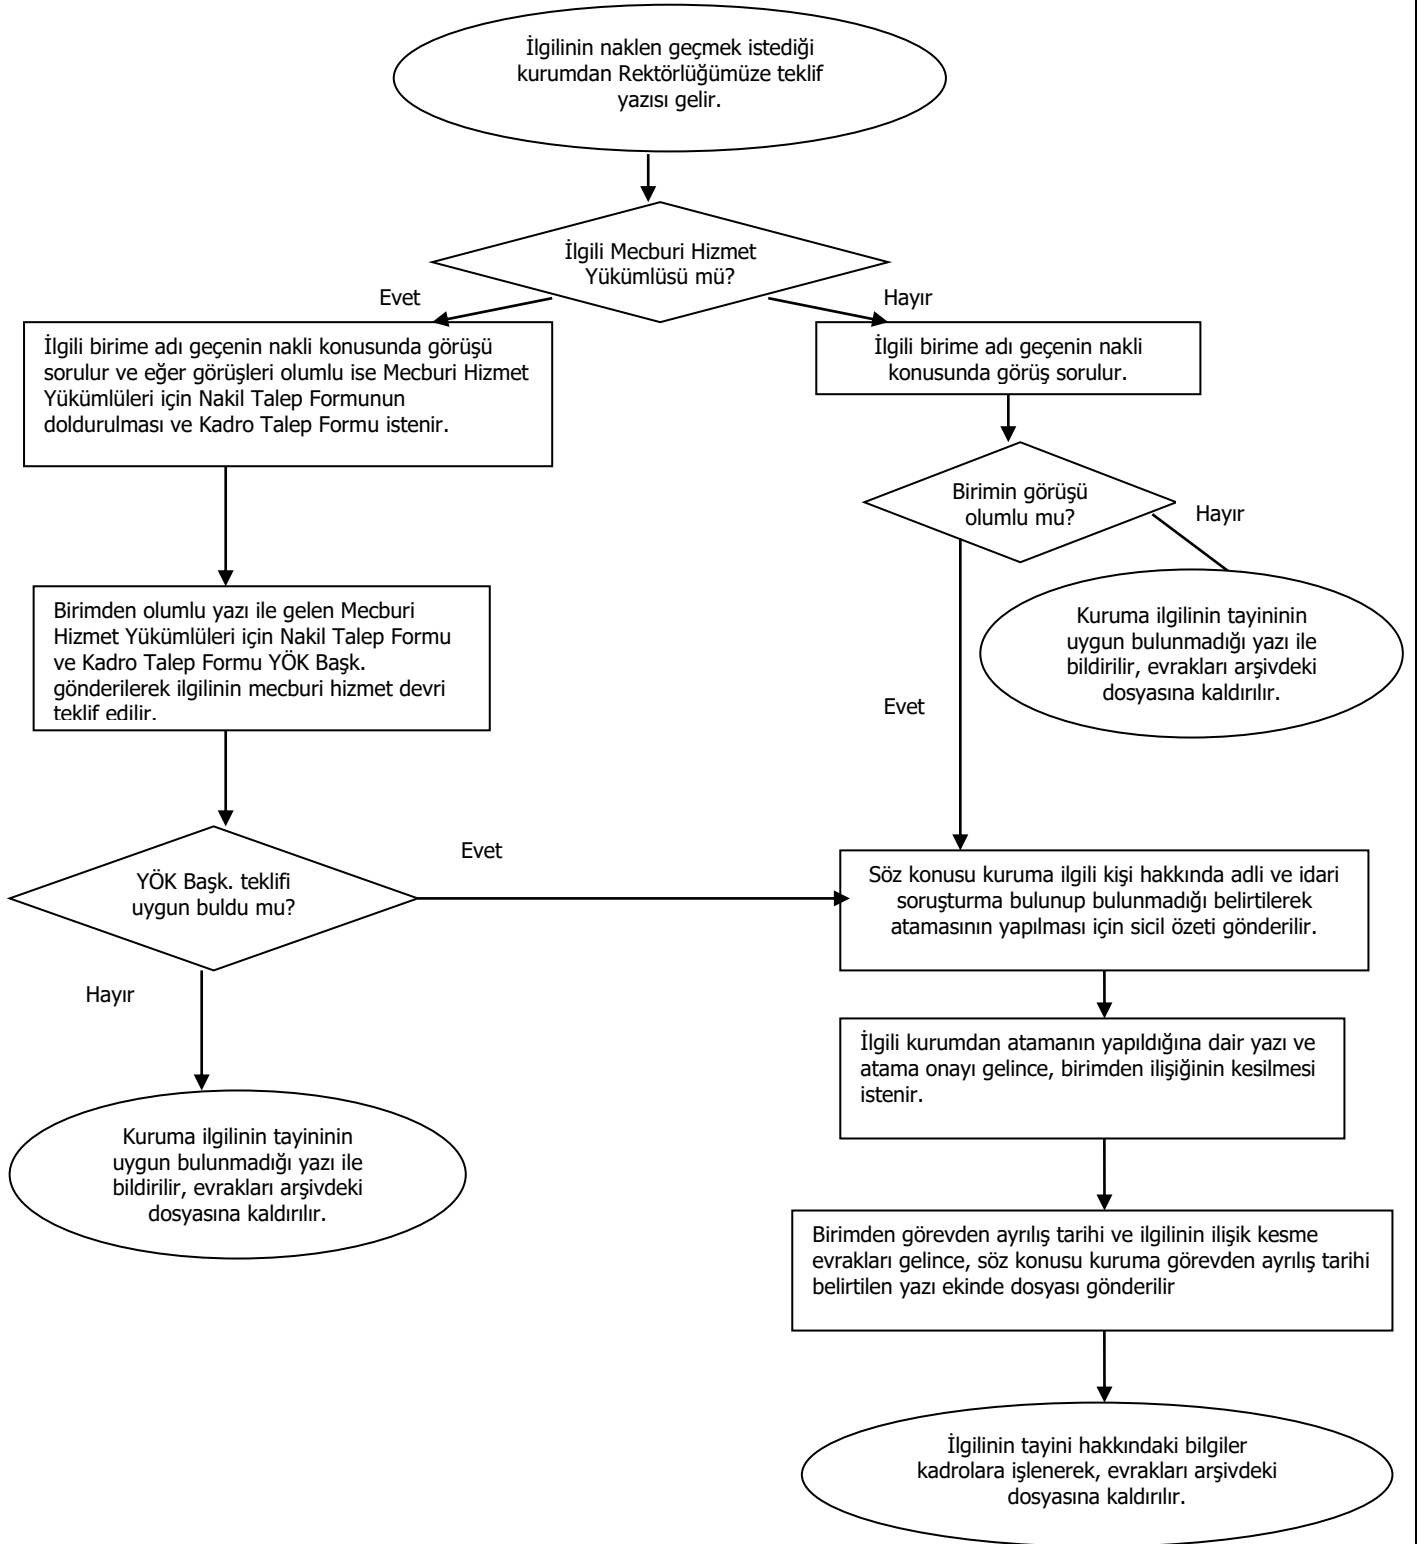 İlgilinin naklen geçmek istediği
kurumdan Rektörlüğümüze teklif
yazısı gelir.
İlgili Mecburi Hizmet
Yükümlüsü mü?
Evet
Hayır
İlgili birime adı geçenin nakli konusunda görüşü
sorulur ve eğer görüşleri olumlu ise Mecburi Hizmet
Yükümlüleri için Nakil Talep Formunun
doldurulması ve Kadro Talep Formu istenir.
İlgili birime adı geçenin nakli
konusunda görüş sorulur.
Birimin görüşü
olumlu mu?
Hayır
Birimden olumlu yazı ile gelen Mecburi
Hizmet Yükümlüleri için Nakil Talep Formu
ve Kadro Talep Formu YÖK Başk.
gönderilerek ilgilinin mecburi hizmet devri
teklif edilir.
Kuruma ilgilinin tayininin
uygun bulunmadığı yazı ile
bildirilir, evrakları arşivdeki
dosyasına kaldırılır.
Evet
YÖK Başk. teklifi
uygun buldu mu?
Evet
Söz konusu kuruma ilgili kişi hakkında adli ve idari
soruşturma bulunup bulunmadığı belirtilerek
atamasının yapılması için sicil özeti gönderilir.
Hayır
İlgili kurumdan atamanın yapıldığına dair yazı ve
atama onayı gelince, birimden ilişiğinin kesilmesi
istenir.
Kuruma ilgilinin tayininin
uygun bulunmadığı yazı ile
bildirilir, evrakları arşivdeki
dosyasına kaldırılır.
Birimden görevden ayrılış tarihi ve ilgilinin ilişik kesme
evrakları gelince, söz konusu kuruma görevden ayrılış tarihi
belirtilen yazı ekinde dosyası gönderilir
İlgilinin tayini hakkındaki bilgiler
kadrolara işlenerek, evrakları arşivdeki
dosyasına kaldırılır.